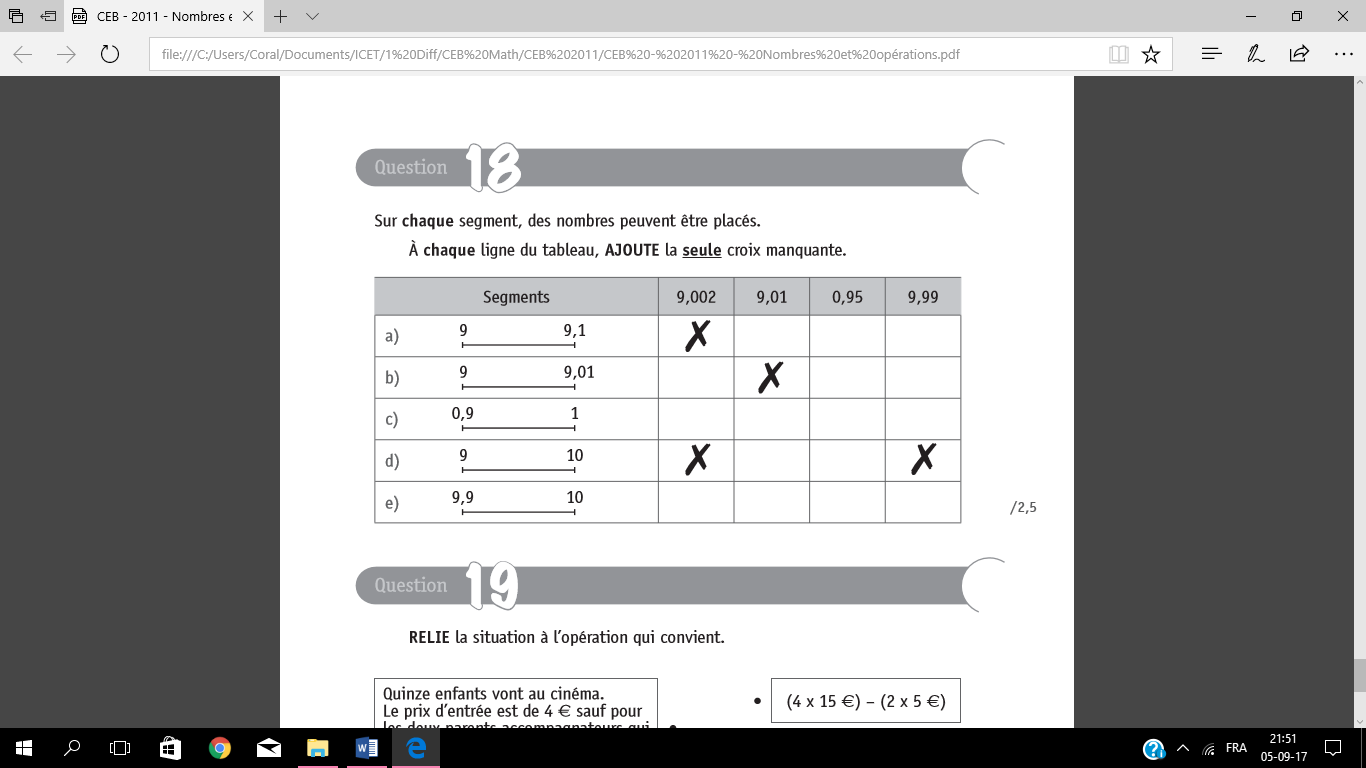 CEB - 2011 - Nombres e
file:///C:/Users/Coral/Documents/ICET/1%20Diff/CEB%20Math/CEB%202011/CEB%20-%202011%20-%20Nombres%20et%20opérations.pdf
Question 18
Sur chaque segment, des nombres peuvent être placés.
À chaque ligne du tableau, AJOUTE la seule croix manquante.
Segments 9,002 9,01 0,95 9,99
a) 9 9,1 ✗
b) 9 9,01 ✗
c) 0,9 1
d) 9 10 ✗ ✗
e) 9,9 10
/2,5
Question 19
RELIE la situation à l'opération qui convient.
Quinze enfants vont au cinéma.
Le prix d'entrée est de 4 € sauf pour
les deux parents accompagnateurs qui
• (4 x 15 €) – (2 x 5 €)
FRA
21:51
05-09-17